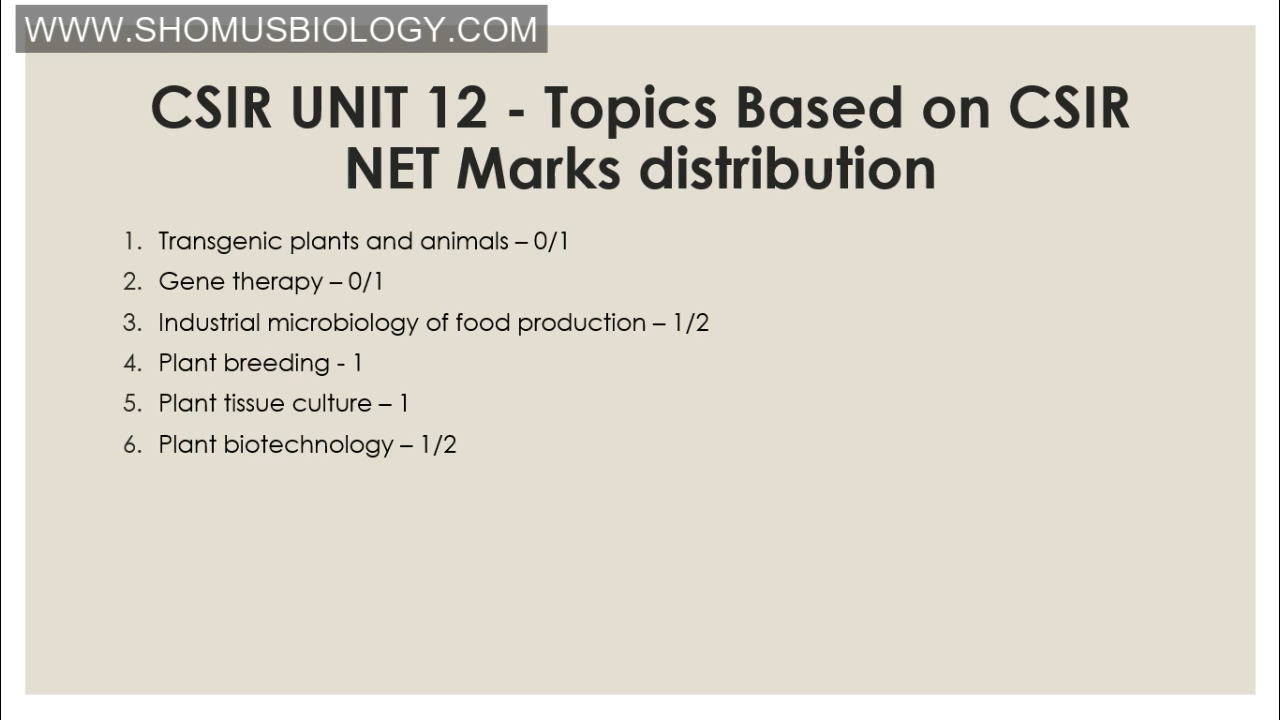 WWW.SHOMUSBIOLOGY.COM
CSIR UNIT 12 - Topics Based on CSIR
NET Marks distribution
1. Transgenic plants and animals – 0/1
2. Gene therapy – 0/1
3. Industrial microbiology of food production – 1/2
4. Plant breeding - 1
5. Plant tissue culture – 1
6. Plant biotechnology – 1/2